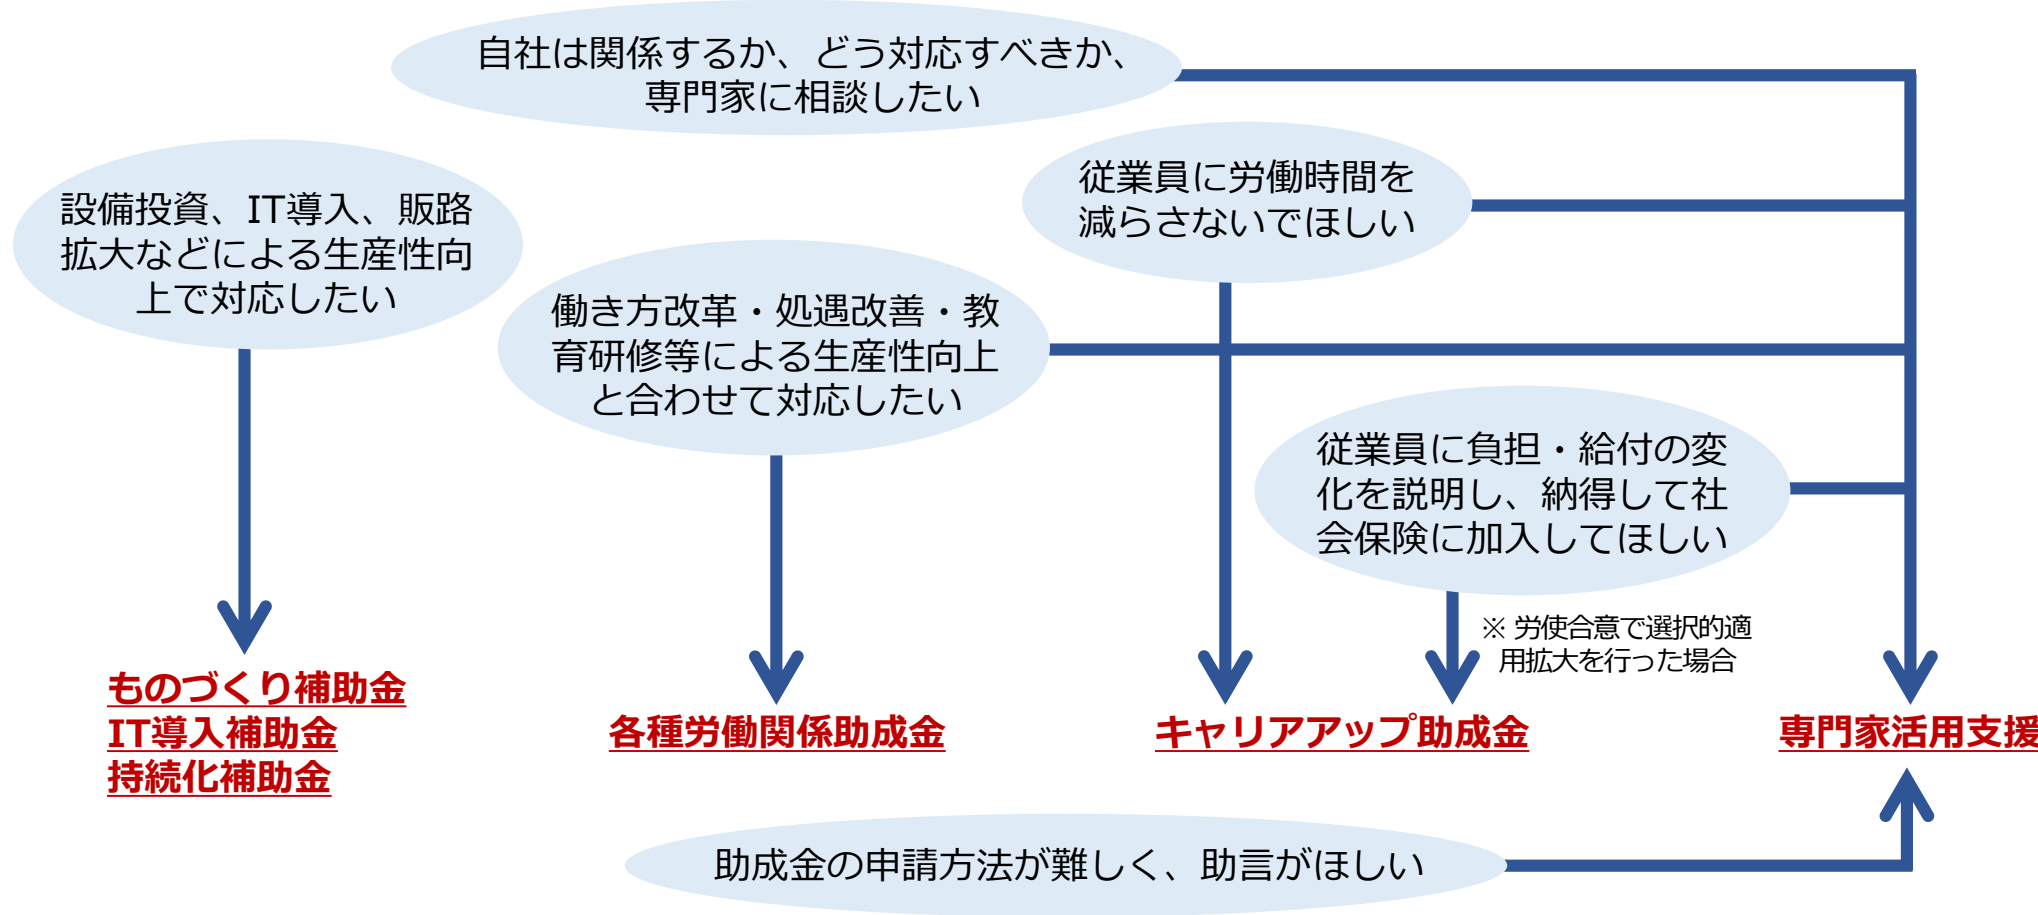 自社は関係するか、どう対応すべきか、
専門家に相談したい
従業員に労働時間を
減らさないでほしい
設備投資、IT導入、販路
拡大などによる生産性向
上で対応したい
働き方改革・処遇改善・教
育研修等による生産性向上
と合わせて対応したい
従業員に負担・給付の変
化を説明し、納得して社
会保険に加入してほしい
※ 労使合意で選択的適
用拡大を行った場合
ものづくり補助金
IT導入補助金
持続化補助金
各種労働関係助成金
キャリアアップ助成金
専門家活用支援
助成金の申請方法が難しく、助言がほしい